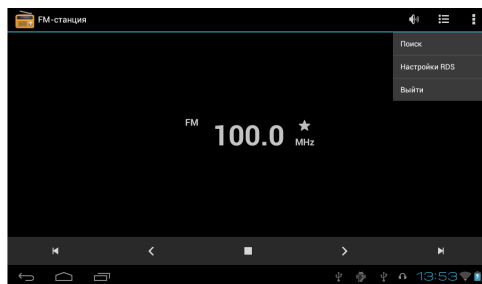 FM-станция
Поиск
Настройки RDS
Выйти
FM
100.0
MHz
13:53